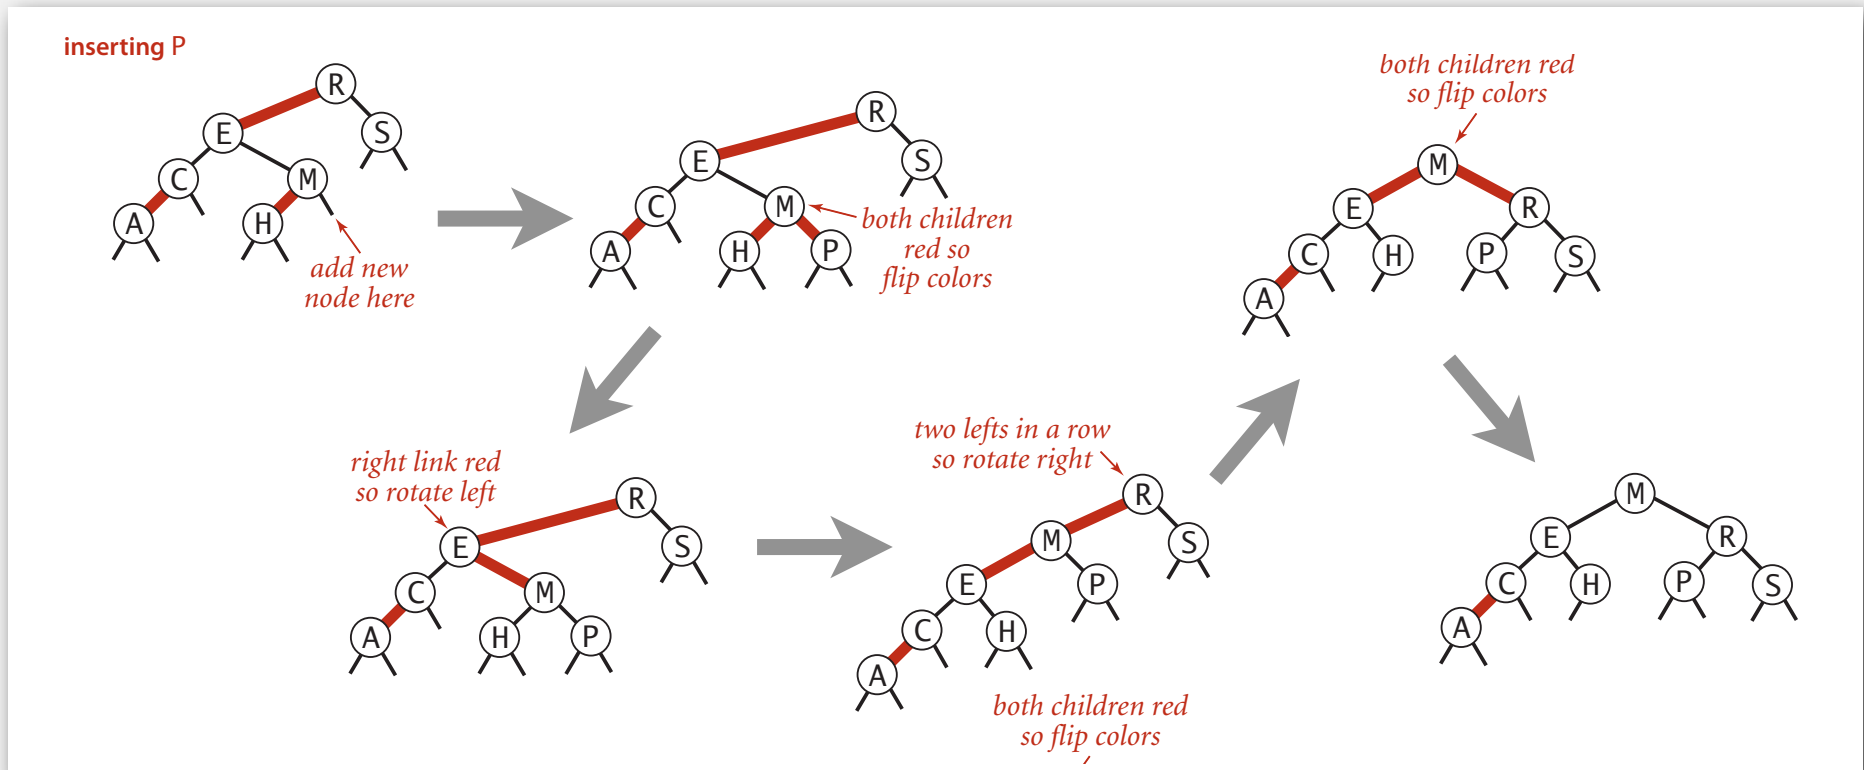 inserting P
R
E
S
C
M
A
H
add new
node here
R
E
S
C
M
A
H
P
both children
red so
flip colors
right link red
so rotate left
R
E
S
C
M
A
H
P
two lefts in a row
so rotate right
R
M
S
E
P
C
H
A
both children red
so flip colors
both children red
so flip colors
M
E
R
C
H
P
S
A
M
E
R
C
H
P
S
A